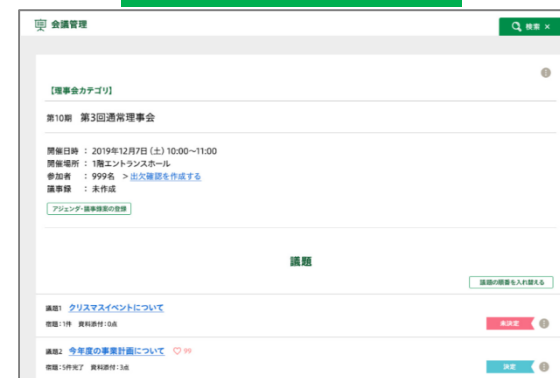 会議管理
検索 ×
【理事会カテゴリ】
第10期 第3回通常理事会
開催日時 : 2019年12月7日(土)10:00～11:00
開催場所 : 1階エントランスホール
参加者 : 999名 >出欠確認を作成する
議事録 : 未作成
アジェンダ・議事録案の登録
議題
議題の順番を入れ替える
議題1 クリスマスイベントについて
宿題:1件 資料添付:0点
未決定
議題2 今年度の事業計画について ♡ 99
宿題:5件完了 資料添付:3点
決定